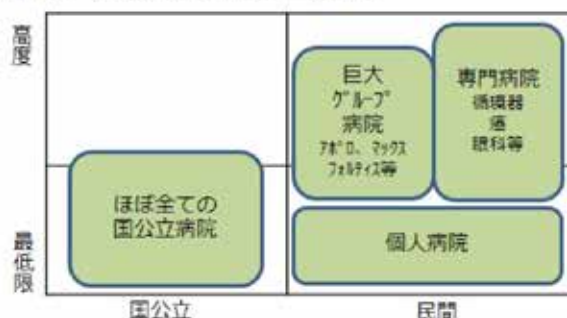 高度
最低限
ほぼ全ての
国公立病院
巨大
ｸﾞﾙｰﾌﾟ
病院
ｱﾎﾟﾛ、ﾏｯｸｽ
ﾌｫﾙﾃｨｽ等
専門病院
循環器
癌
眼科等
個人病院
国公立
民間